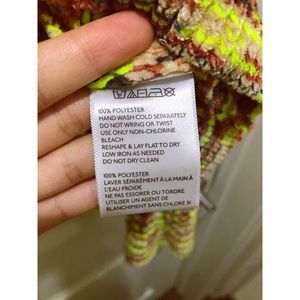 100% POLYESTER
HAND WASH COLD SEPARATELY
DO NOT WRING OR TWIST
USE ONLY NON-CHLORINE
BLEACH
RESHAPE & LAY FLAT TO DRY
LOW IRON AS NEEDED
DO NOT DRY CLEAN
100% POLYESTER
LAVER SÉPARÉMENT À LA MAIN À
L'EAU FROIDE
NE PAS ESSORER OU TORDRE
UTILISER UN AGENT DE
BLANCHIMENT SANS CHLORE SI